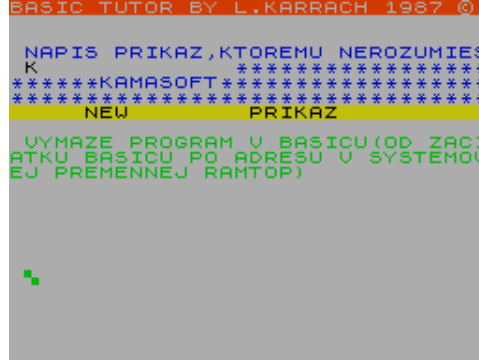 BASIC TUTOR BY L.KARRACH 1987 ©
NAPIS PRIKAZ,KTOREMU NEROZUMIES
K ****************
******KAMASOFT*****************
*******************************
NEW PRIKAZ
VYMAZE PROGRAM V BASICU(OD ZACI
ATKU BASICU PO ADRESU V SYSTEMOV
EJ PREMENNEJ RAMTOP)